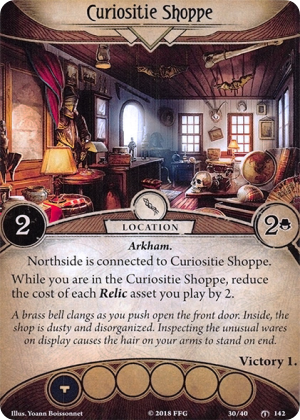 Curiositie Shoppe
2
2
LOCATION
Arkham.
Northside is connected to Curiositie Shoppe.
While you are in the Curiositie Shoppe, reduce
the cost of each Relic asset you play by 2.
A brass bell clangs as you push open the front door. Inside, the
shop is dusty and disorganized. Inspecting the unusual wares
on display causes the hair on your arms to stand on end.
Victory 1.
Illus. Yoann Boissonnet
© 2018 FFG
30/40
142